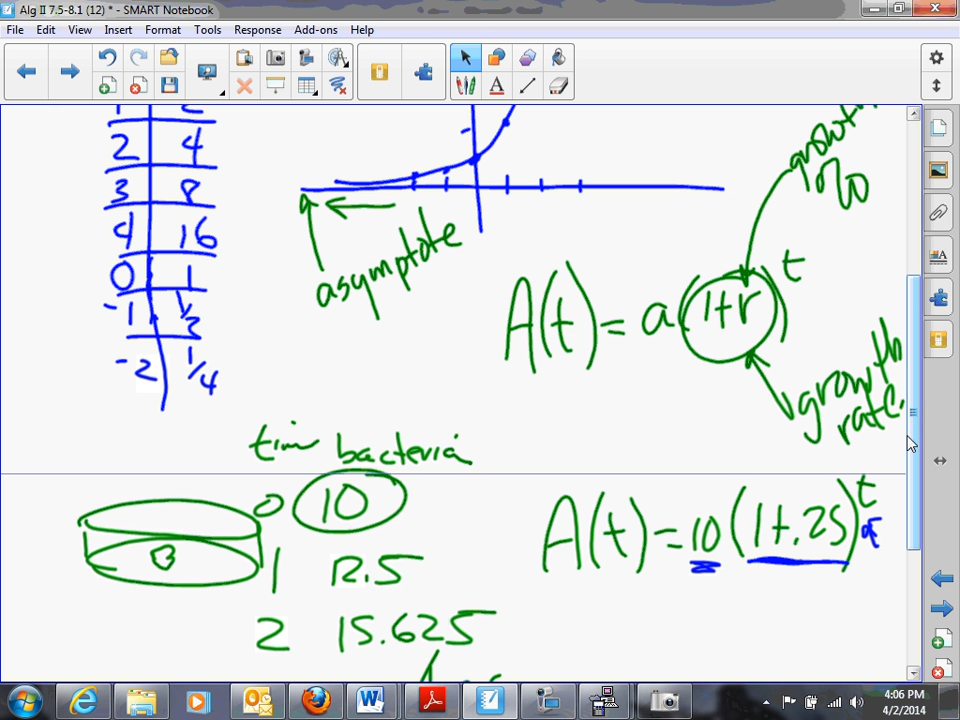 Alg II 7.5-8.1 (12) * - SMART Notebook
File Edit View Insert Format Tools Response Add-ons Help
2 4
3 8
4 16
0 1
-1
-2 1/4
asymptote
growth
%
A(t) = a(1+r)^t
growth
rate
bacteria
0 10
1 12.5
2 15.625
A(t) = 10(1+.25)^t
4:06 PM
4/2/2014